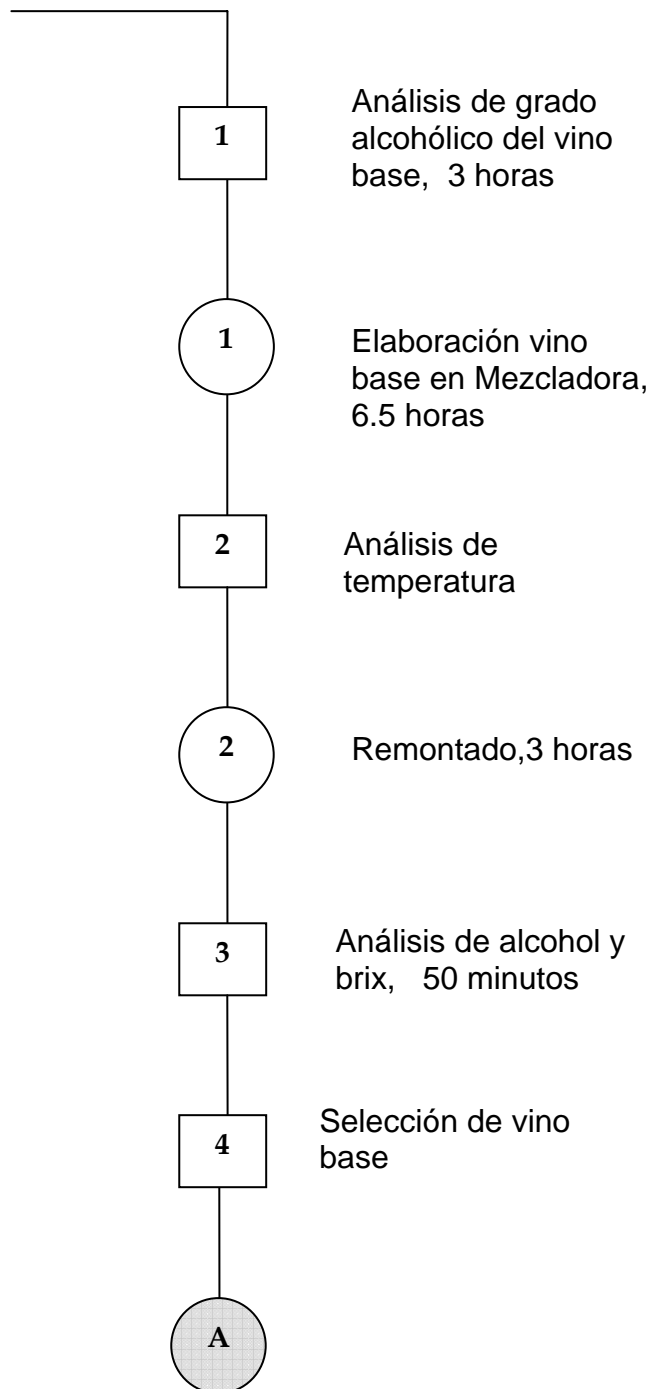 1
Análisis de grado
alcohólico del vino
base, 3 horas
1
Elaboración vino
base en Mezcladora,
6.5 horas
2
Análisis de
temperatura
2
Remontado,3 horas
3
Análisis de alcohol y
brix, 50 minutos
4
Selección de vino
base
A